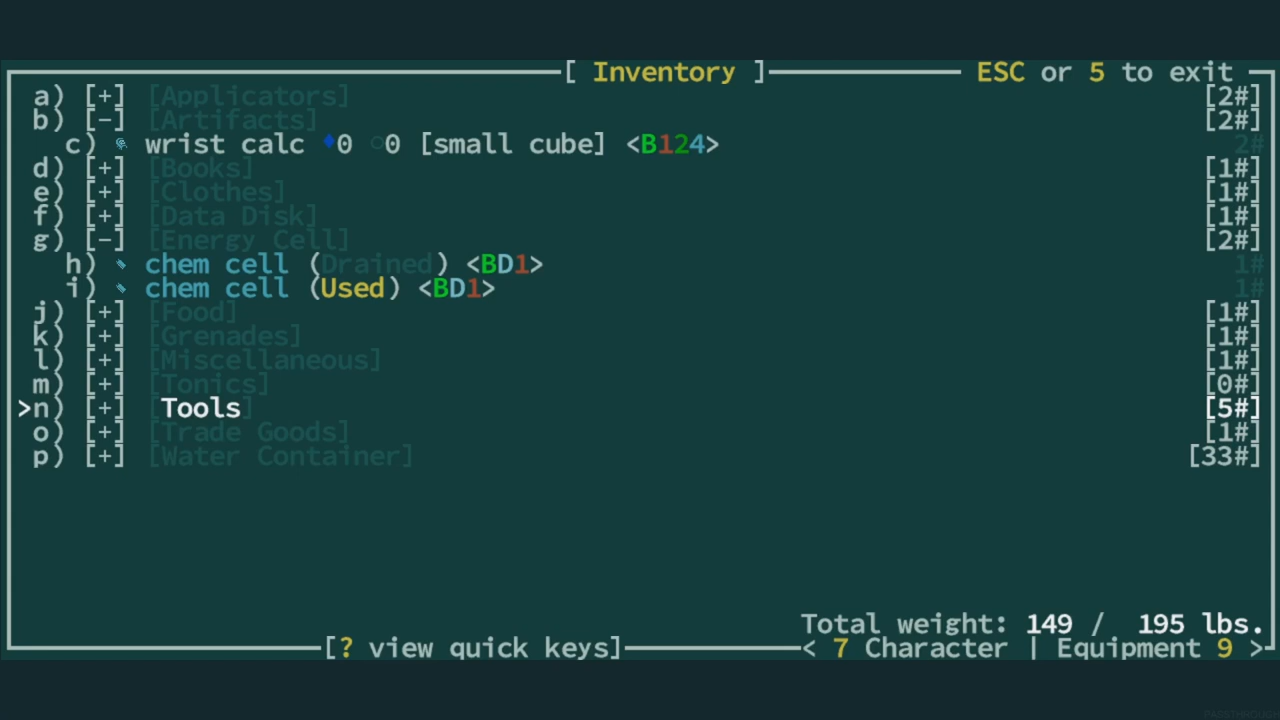 [ Inventory ] ESC or 5 to exit
a) [+] [Applicators] [2#]
b) [-] [Artifacts] [2#]
c) wrist calc ♦0 ○0 [small cube] <B124> 2#
d) [+] [Books] [1#]
e) [+] [Clothes] [1#]
f) [+] [Data Disk] [1#]
g) [-] [Energy Cell] [2#]
h) chem cell (Drained) <BD1> 1#
i) chem cell (Used) <BD1> 1#
j) [+] [Food] [1#]
k) [+] [Grenades] [1#]
l) [+] [Miscellaneous] [1#]
m) [+] [Tonics] [0#]
>n) [+] [Tools] [5#]
o) [+] [Trade Goods] [1#]
p) [+] [Water Container] [33#]
Total weight: 149 / 195 lbs.
[? view quick keys] < 7 Character | Equipment 9 >